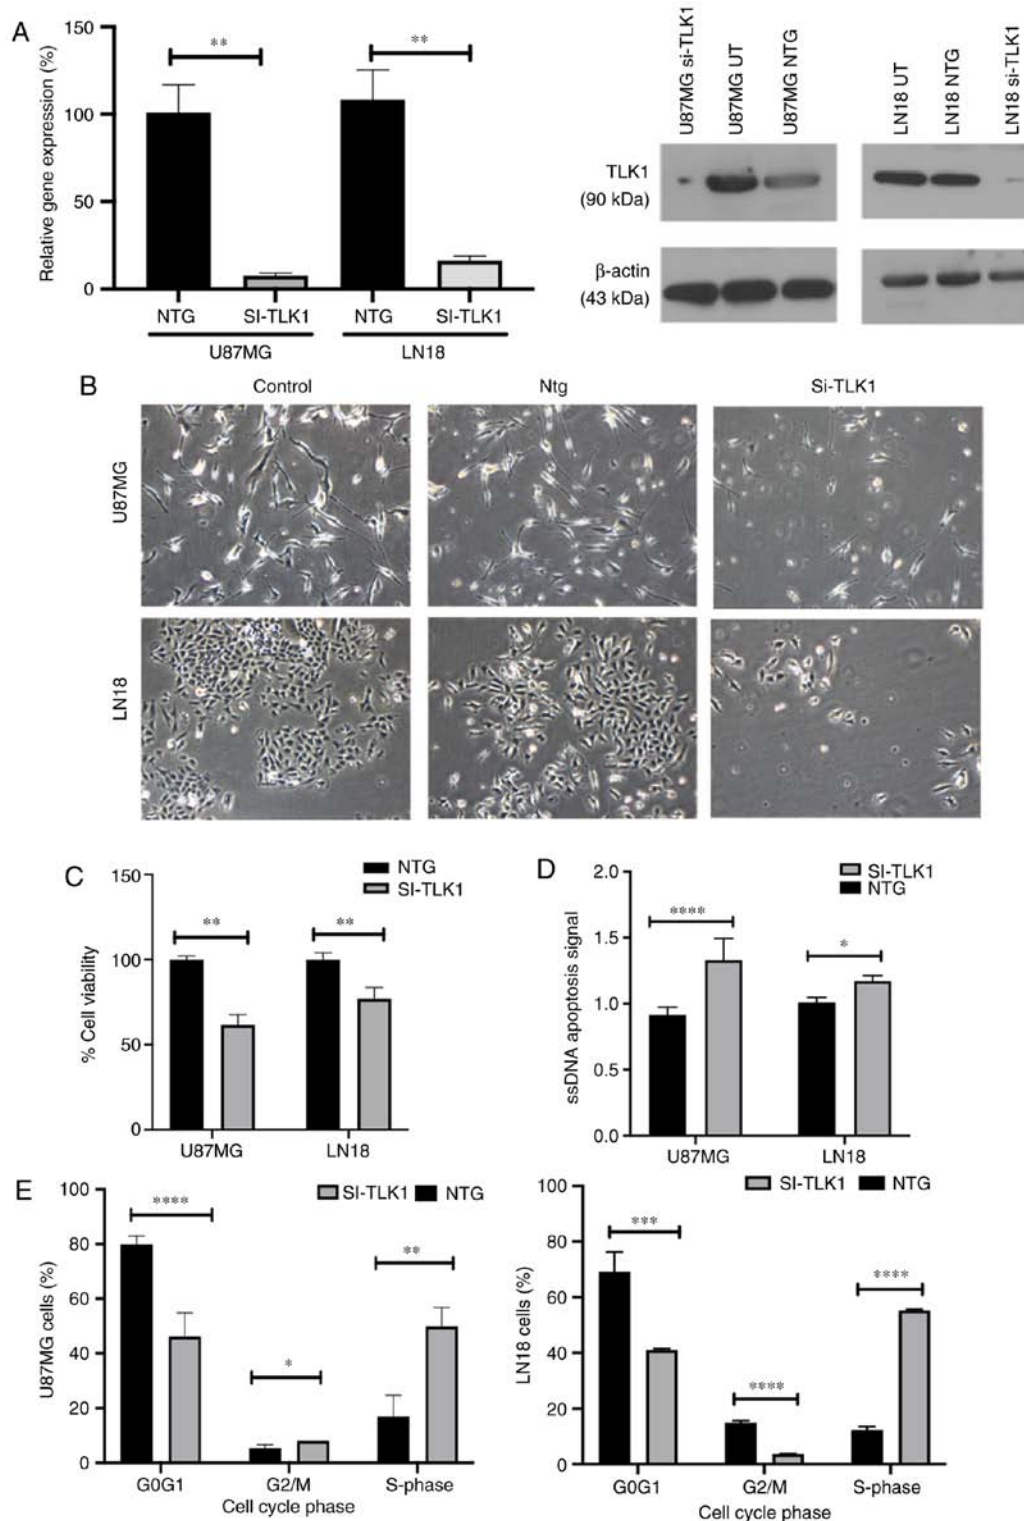 A
Relative gene expression (%)
150
100
50
0
**
**
NTG
SI-TLK1
NTG
SI-TLK1
U87MG
LN18
U87MG si-TLK1
U87MG UT
U87MG NTG
LN18 UT
LN18 NTG
LN18 si-TLK1
TLK1
(90 kDa)
β-actin
(43 kDa)
B
Control
Ntg
Si-TLK1
U87MG
LN18
C
% Cell viability
150
100
50
0
NTG
SI-TLK1
**
**
U87MG
LN18
D
ssDNA apoptosis signal
2.0
1.5
1.0
0.5
0.0
SI-TLK1
NTG
****
*
U87MG
LN18
E
U87MG cells (%)
100
80
60
40
20
0
SI-TLK1 NTG
****
*
**
G0G1
G2/M
S-phase
Cell cycle phase
LN18 cells (%)
100
80
60
40
20
0
SI-TLK1 NTG
***
****
****
G0G1
G2/M
S-phase
Cell cycle phase